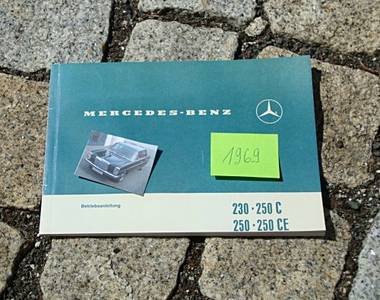 MERCEDES-BENZ
1969
Betriebsanleitung
230 · 250 C
250 · 250 CE